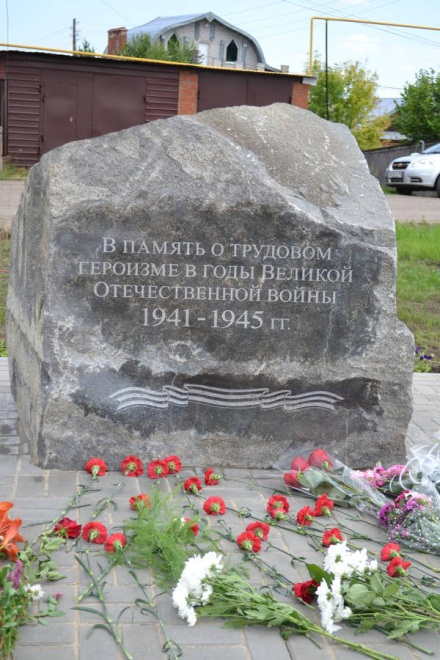 В ПАМЯТЬ О ТРУДОВОМ
ГЕРОИЗМЕ В ГОДЫ ВЕЛИКОЙ
ОТЕЧЕСТВЕННОЙ ВОЙНЫ
1941 - 1945 ГГ.